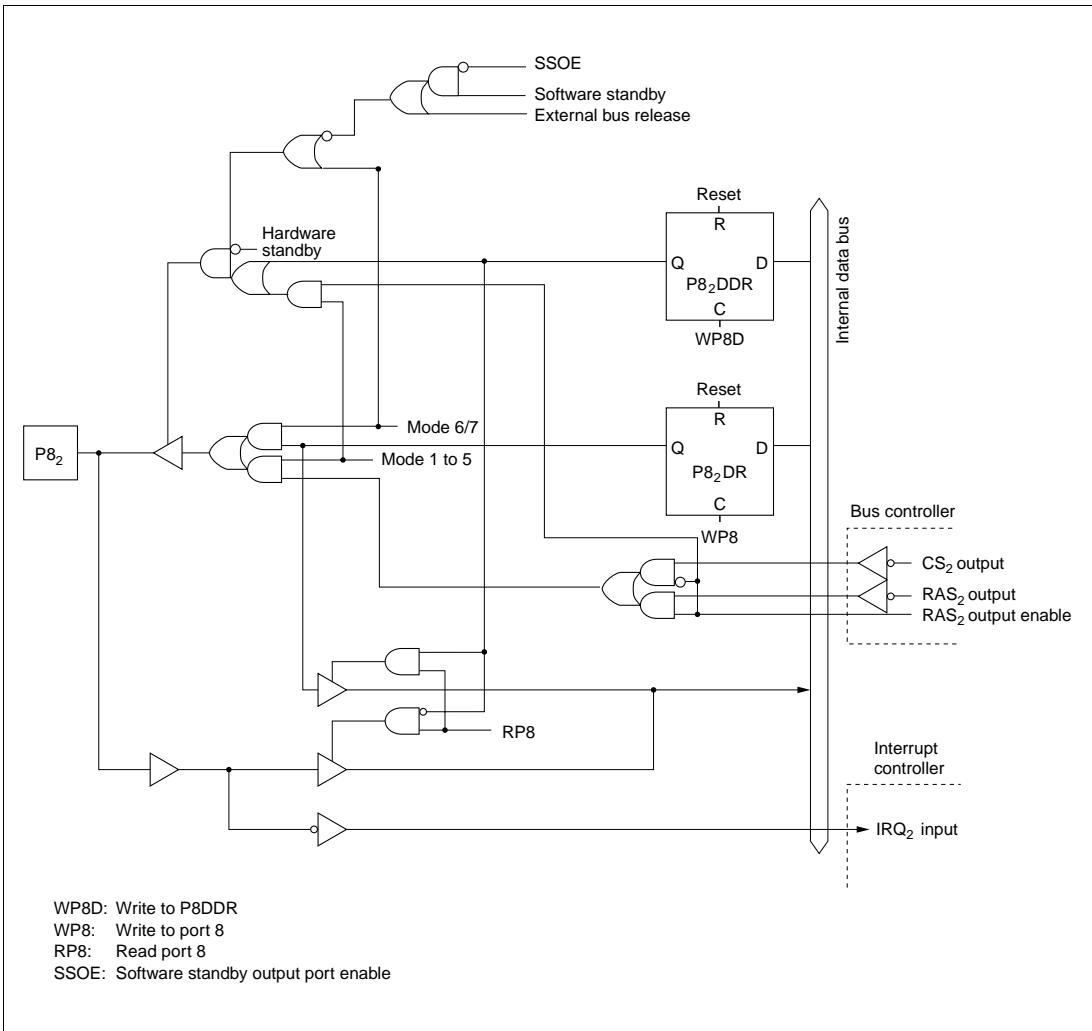 SSOE
Software standby
External bus release
Reset
R
Hardware
standby
Q
D
P8₂DDR
C
WP8D
Internal data bus
Reset
R
Mode 6/7
P8₂
Q
D
Mode 1 to 5
P8₂DR
C
WP8
Bus controller
CS₂ output
RAS₂ output
RAS₂ output enable
RP8
Interrupt
controller
IRQ₂ input
WP8D: Write to P8DDR
WP8: Write to port 8
RP8: Read port 8
SSOE: Software standby output port enable